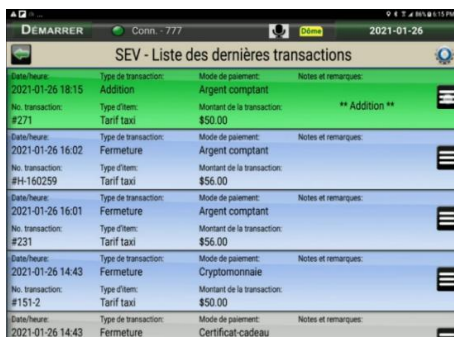 86% 6:15 PM
DÉMARRER Conn. - 777 Dôme 2021-01-26
SEV - Liste des dernières transactions
Date/heure: Type de transaction: Mode de paiement: Notes et remarques:
2021-01-26 18:15 Addition Argent comptant
No. transaction: Type d'item: Montant de la transaction: ** Addition **
#271 Tarif taxi $50.00
Date/heure: Type de transaction: Mode de paiement: Notes et remarques:
2021-01-26 16:02 Fermeture Argent comptant
No. transaction: Type d'item: Montant de la transaction:
#H-160259 Tarif taxi $56.00
Date/heure: Type de transaction: Mode de paiement: Notes et remarques:
2021-01-26 16:01 Fermeture Argent comptant
No. transaction: Type d'item: Montant de la transaction:
#231 Tarif taxi $56.00
Date/heure: Type de transaction: Mode de paiement: Notes et remarques:
2021-01-26 14:43 Fermeture Cryptomonnaie
No. transaction: Type d'item: Montant de la transaction:
#151-2 Tarif taxi $50.00
Date/heure: Type de transaction: Mode de paiement: Notes et remarques:
2021-01-26 14:43 Fermeture Certificat-cadeau